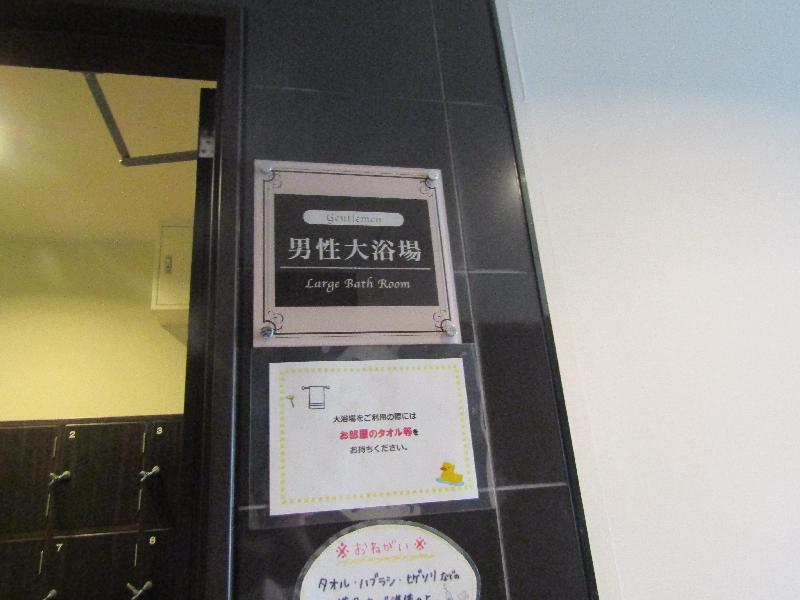 Gentlemen
男性大浴場
Large Bath Room
大浴場をご利用の際には
お部屋のタオル等を
お持ちください。
※おねがい※
タオル・ハブラシ・ヒゲソリなどの
2
3
7
8